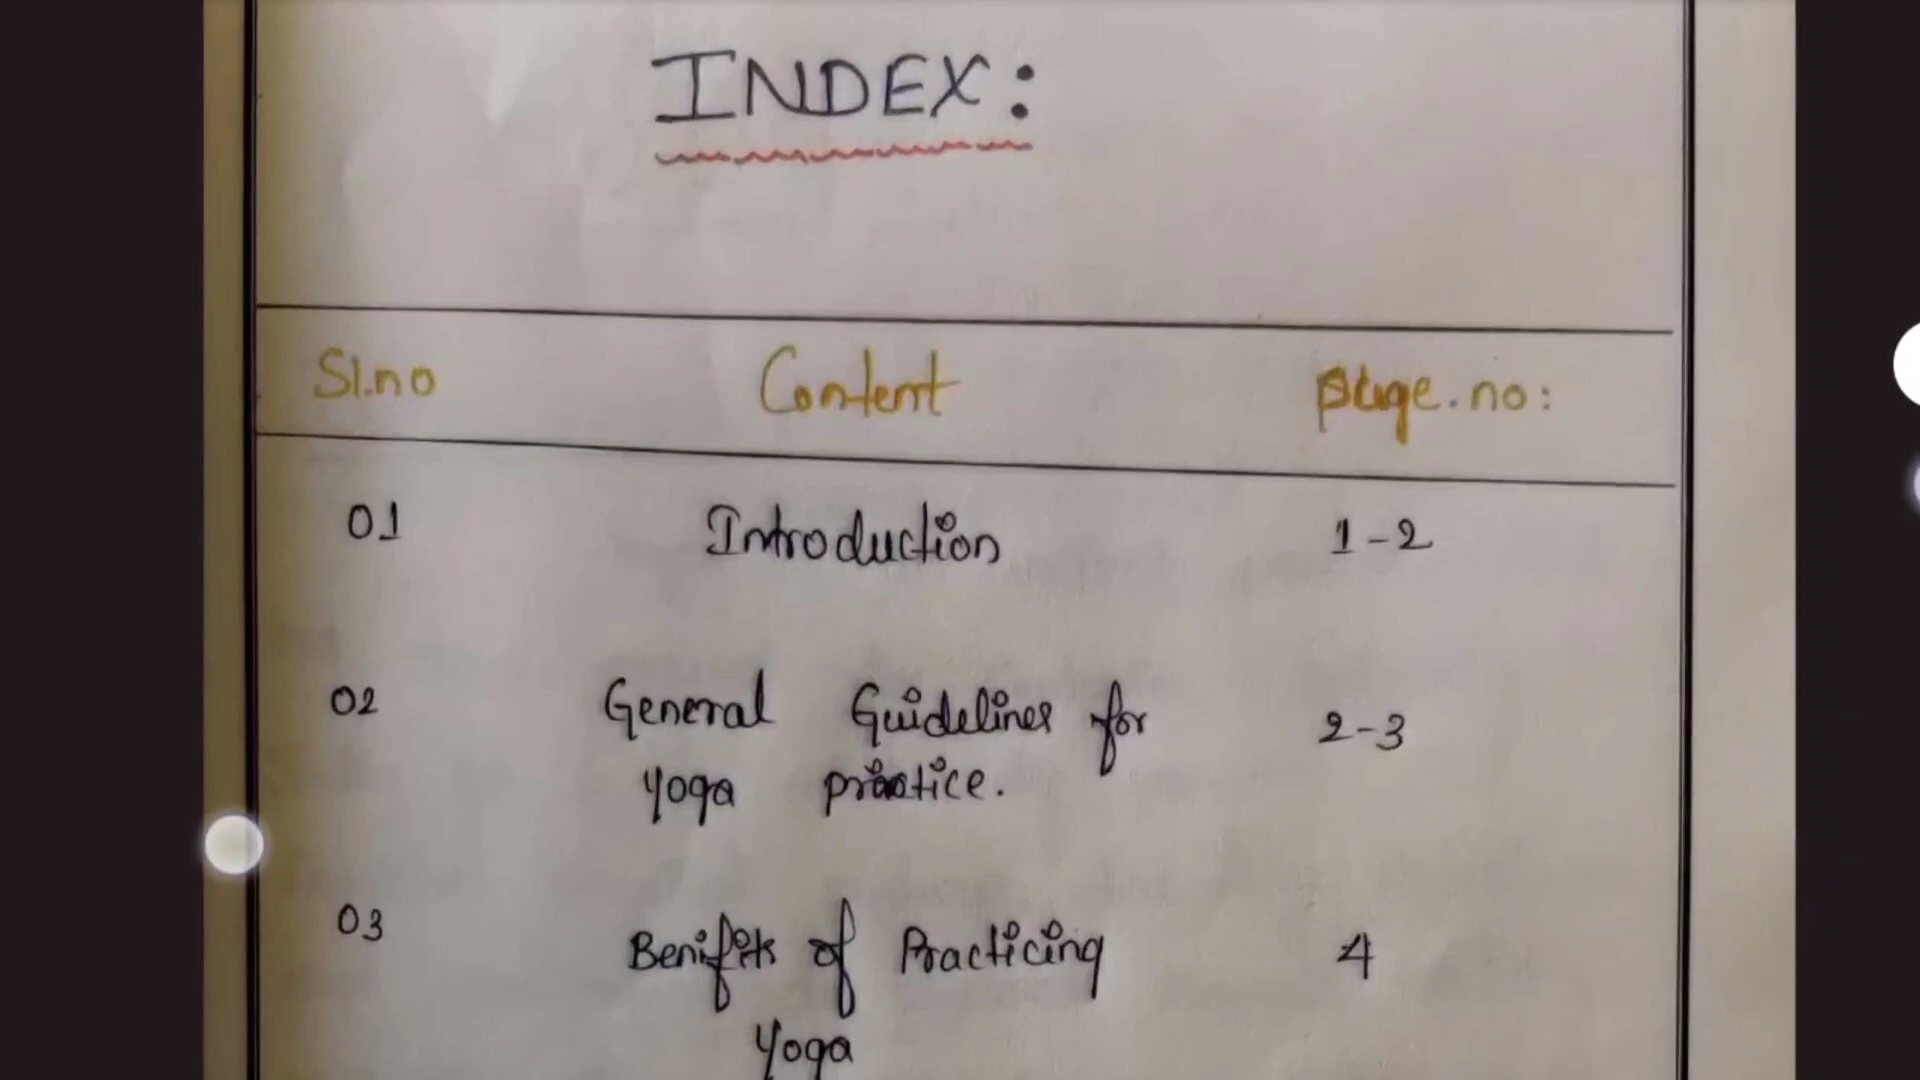 INDEX:
Sl.no Content Page.no:
01 Introduction 1-2
02 General Guidelines for 2-3
Yoga practice.
03 Benifits of Practicing 4
Yoga